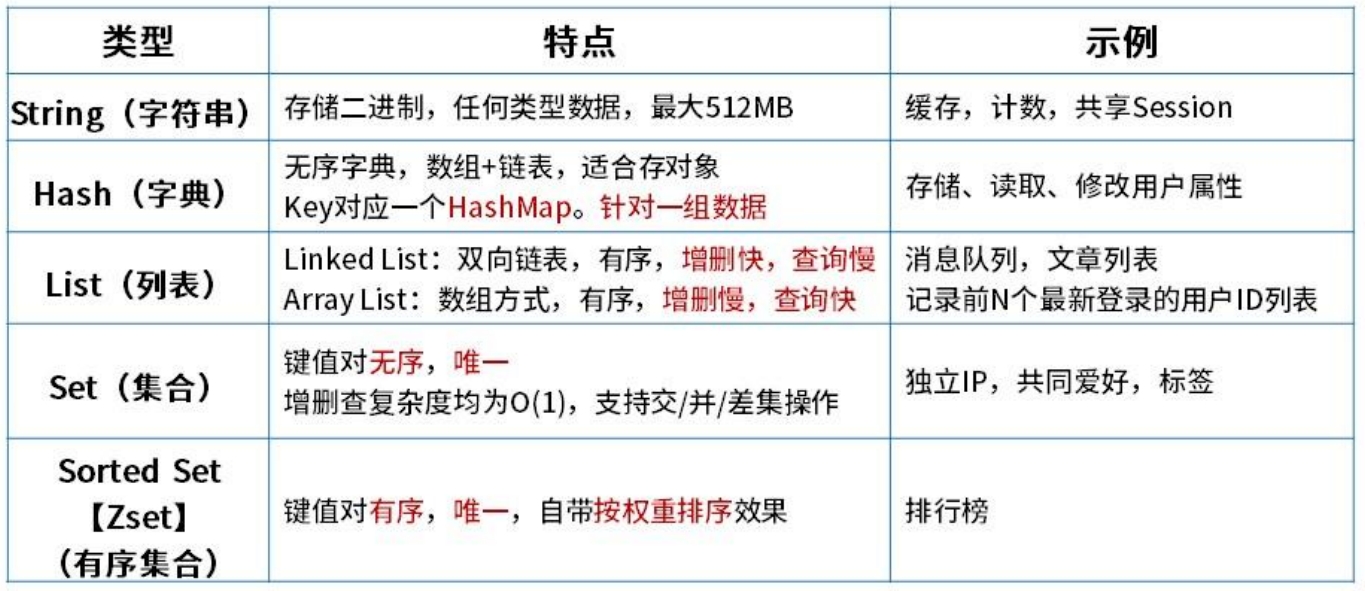 类型 特点 示例
String（字符串） 存储二进制，任何类型数据，最大512MB 缓存，计数，共享Session
Hash（字典）
无序字典，数组+链表，适合存对象
Key对应一个HashMap。针对一组数据
存储、读取、修改用户属性
List（列表）
Linked List：双向链表，有序，增删快，查询慢
Array List：数组方式，有序，增删慢，查询快
消息队列，文章列表
记录前N个最新登录的用户ID列表
Set（集合）
键值对无序，唯一
增删查复杂度均为O(1)，支持交/并/差集操作
独立IP，共同爱好，标签
Sorted Set
【Zset】
（有序集合）
键值对有序，唯一，自带按权重排序效果
排行榜